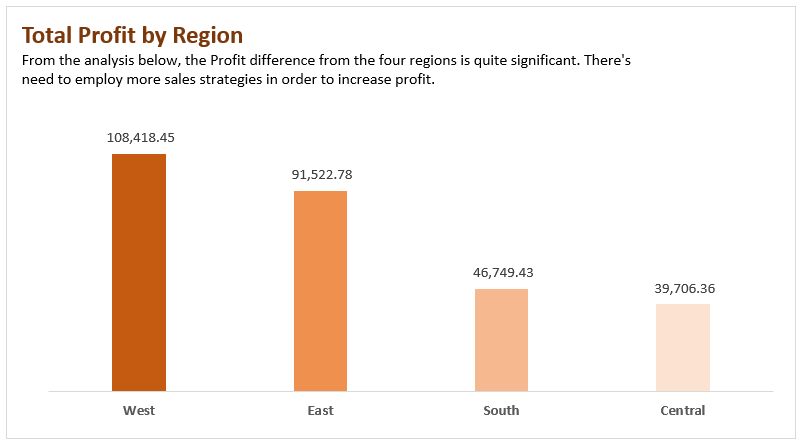 Total Profit by Region
From the analysis below, the Profit difference from the four regions is quite significant. There's
need to employ more sales strategies in order to increase profit.
108,418.45
91,522.78
46,749.43
39,706.36
West
East
South
Central